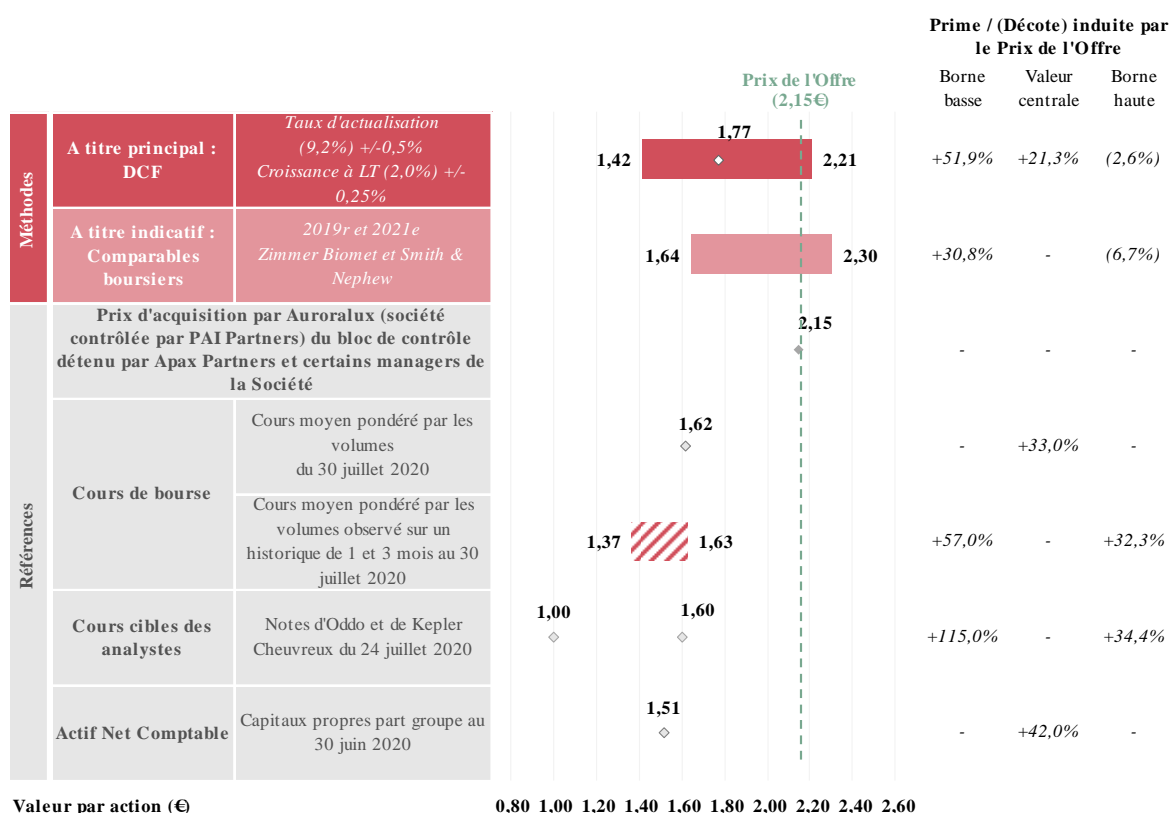 Prime / (Décote) induite par
le Prix de l'Offre
Prix de l'Offre
(2,15€)
Borne
basse
Valeur
centrale
Borne
haute
Méthodes
A titre principal :
DCF
Taux d'actualisation
(9,2%) +/-0,5%
Croissance à LT (2,0%) +/-
0,25%
1,42
1,77
2,21
+51,9%
+21,3%
(2,6%)
A titre indicatif :
Comparables
boursiers
2019r et 2021e
Zimmer Biomet et Smith &
Nephew
1,64
2,30
+30,8%
-
(6,7%)
Références
Prix d'acquisition par Auroralux (société
contrôlée par PAI Partners) du bloc de contrôle
détenu par Apax Partners et certains managers de
la Société
2,15
-
-
-
Cours de bourse
Cours moyen pondéré par les
volumes
du 30 juillet 2020
1,62
-
+33,0%
-
Cours moyen pondéré par les
volumes observé sur un
historique de 1 et 3 mois au 30
juillet 2020
1,37
1,63
+57,0%
-
+32,3%
Cours cibles des
analystes
Notes d'Oddo et de Kepler
Cheuvreux du 24 juillet 2020
1,00
1,60
+115,0%
-
+34,4%
Actif Net Comptable
Capitaux propres part groupe au
30 juin 2020
1,51
-
+42,0%
-
Valeur par action (€)
0,80 1,00 1,20 1,40 1,60 1,80 2,00 2,20 2,40 2,60